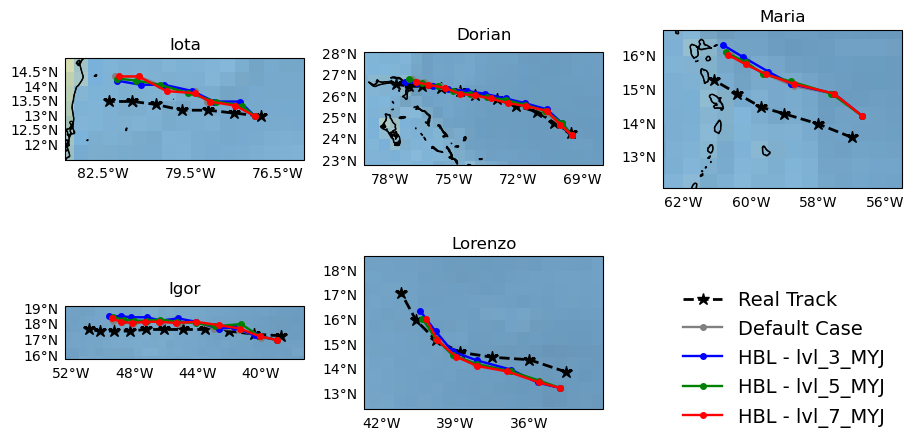 Iota
14.5°N
14°N
13.5°N
13°N
12.5°N
12°N
82.5°W 79.5°W 76.5°W
Dorian
28°N
27°N
26°N
25°N
24°N
23°N
78°W 75°W 72°W 69°W
Maria
16°N
15°N
14°N
13°N
62°W 60°W 58°W 56°W
Igor
19°N
18°N
17°N
16°N
52°W 48°W 44°W 40°W
Lorenzo
18°N
17°N
16°N
15°N
14°N
13°N
42°W 39°W 36°W
Real Track
Default Case
HBL - lvl_3_MYJ
HBL - lvl_5_MYJ
HBL - lvl_7_MYJ